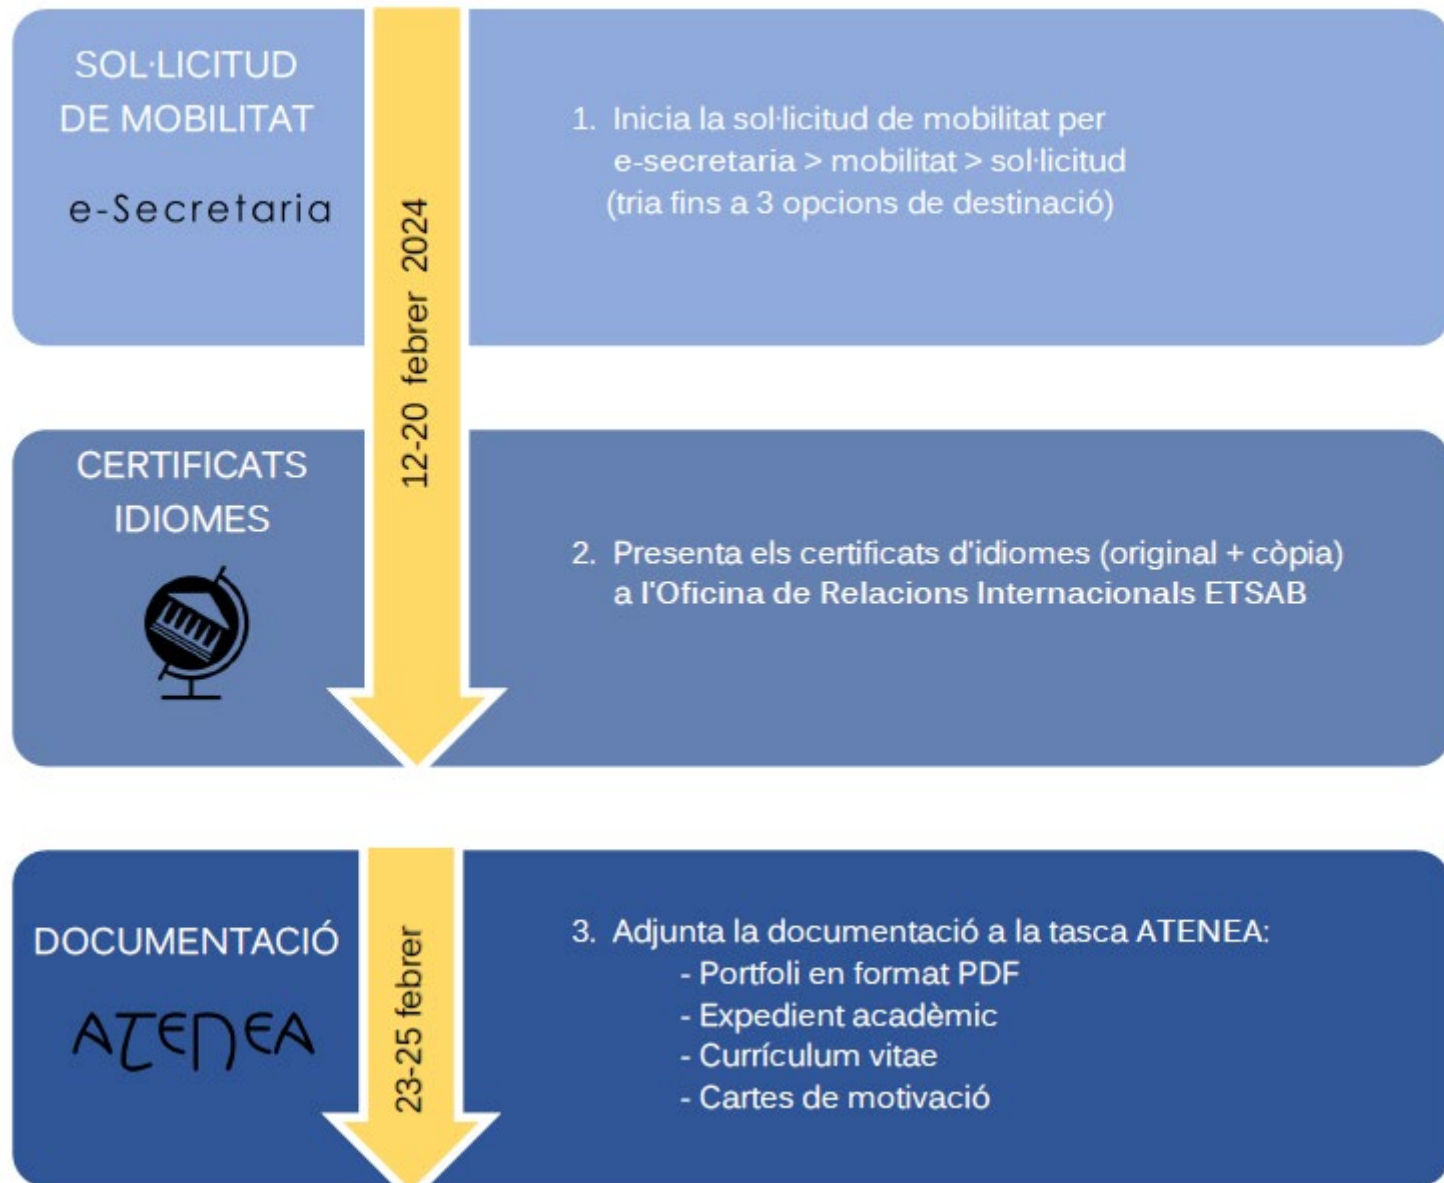 SOL·LICITUD
DE MOBILITAT
e-Secretaria
12-20 febrer 2024
1. Inicia la sol·licitud de mobilitat per
e-secretaria > mobilitat > sol·licitud
(tria fins a 3 opcions de destinació)
CERTIFICATS
IDIOMES
2. Presenta els certificats d'idiomes (original + còpia)
a l'Oficina de Relacions Internacionals ETSAB
DOCUMENTACIÓ
ATENEA
23-25 febrer
3. Adjunta la documentació a la tasca ATENEA:
- Portfoli en format PDF
- Expedient acadèmic
- Currículum vitae
- Cartes de motivació